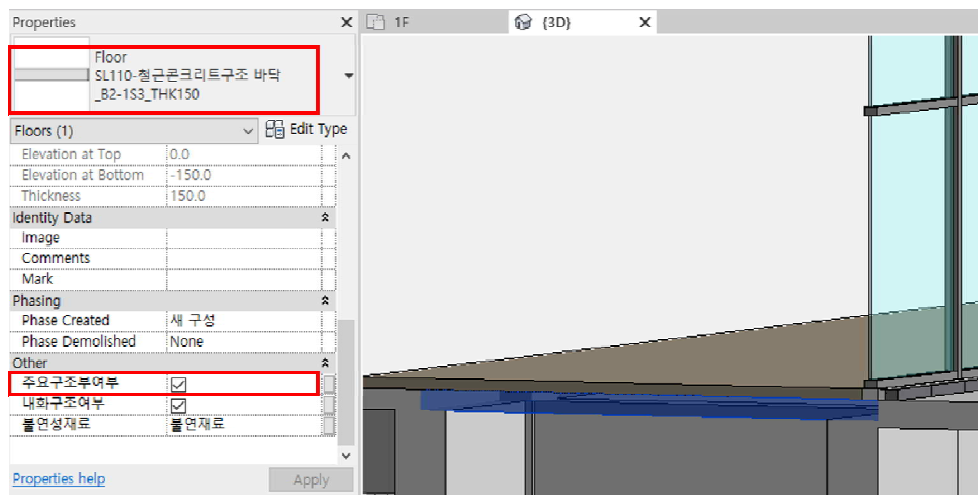 Properties
1F
{3D}
Floor
SL110-철근콘크리트구조 바닥
_B2-1S3_THK150
Floors (1)
Edit Type
Elevation at Top 0.0
Elevation at Bottom -150.0
Thickness 150.0
Identity Data
Image
Comments
Mark
Phasing
Phase Created 새 구성
Phase Demolished None
Other
주요구조부여부
내화구조여부
불연성재료 불연재료
Properties help
Apply